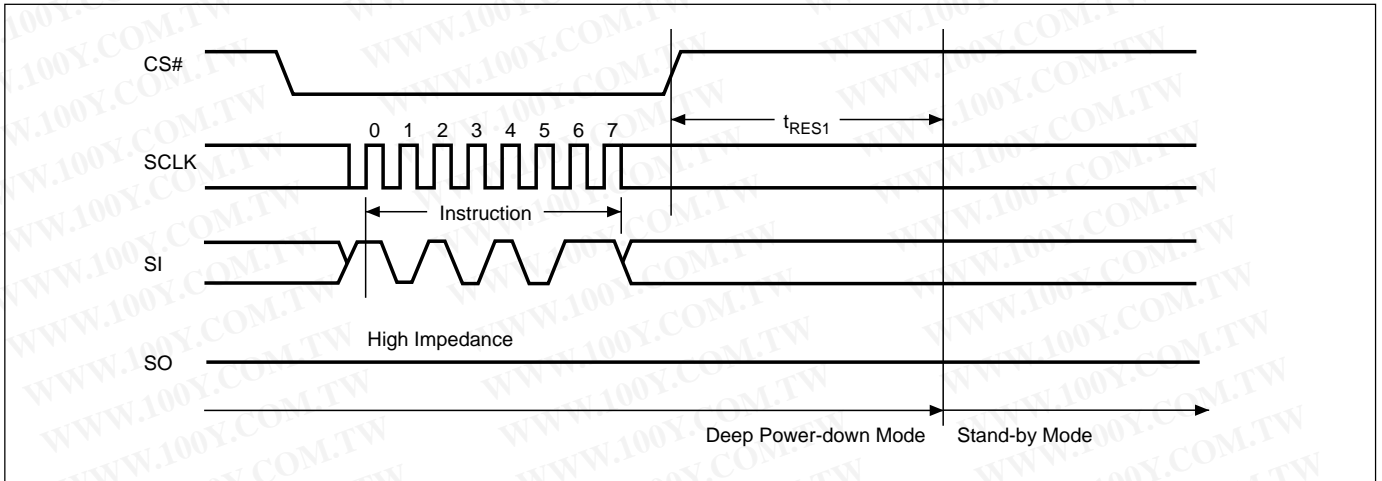 CS#
tRES1
0 1 2 3 4 5 6 7
SCLK
Instruction
SI
High Impedance
SO
Deep Power-down Mode Stand-by Mode
WWW.100Y.COM.TW